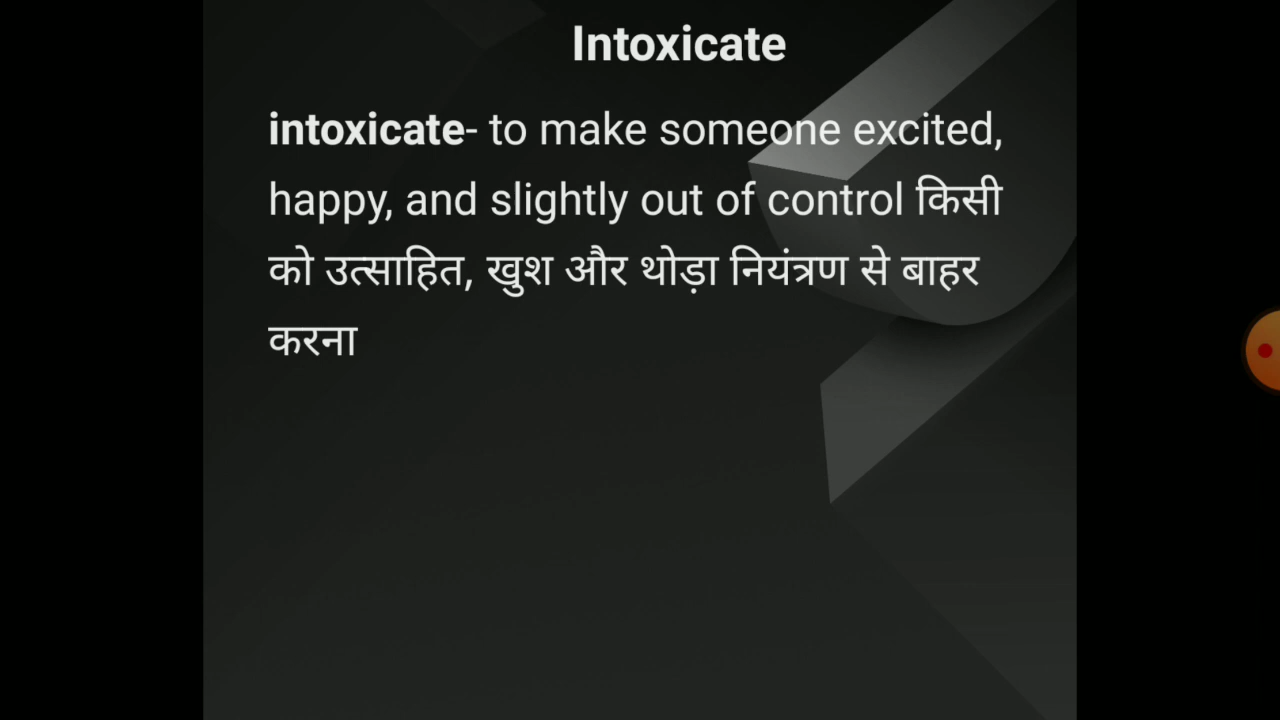 Intoxicate
intoxicate- to make someone excited,
happy, and slightly out of control किसी
को उत्साहित, खुश और थोड़ा नियंत्रण से बाहर
करना